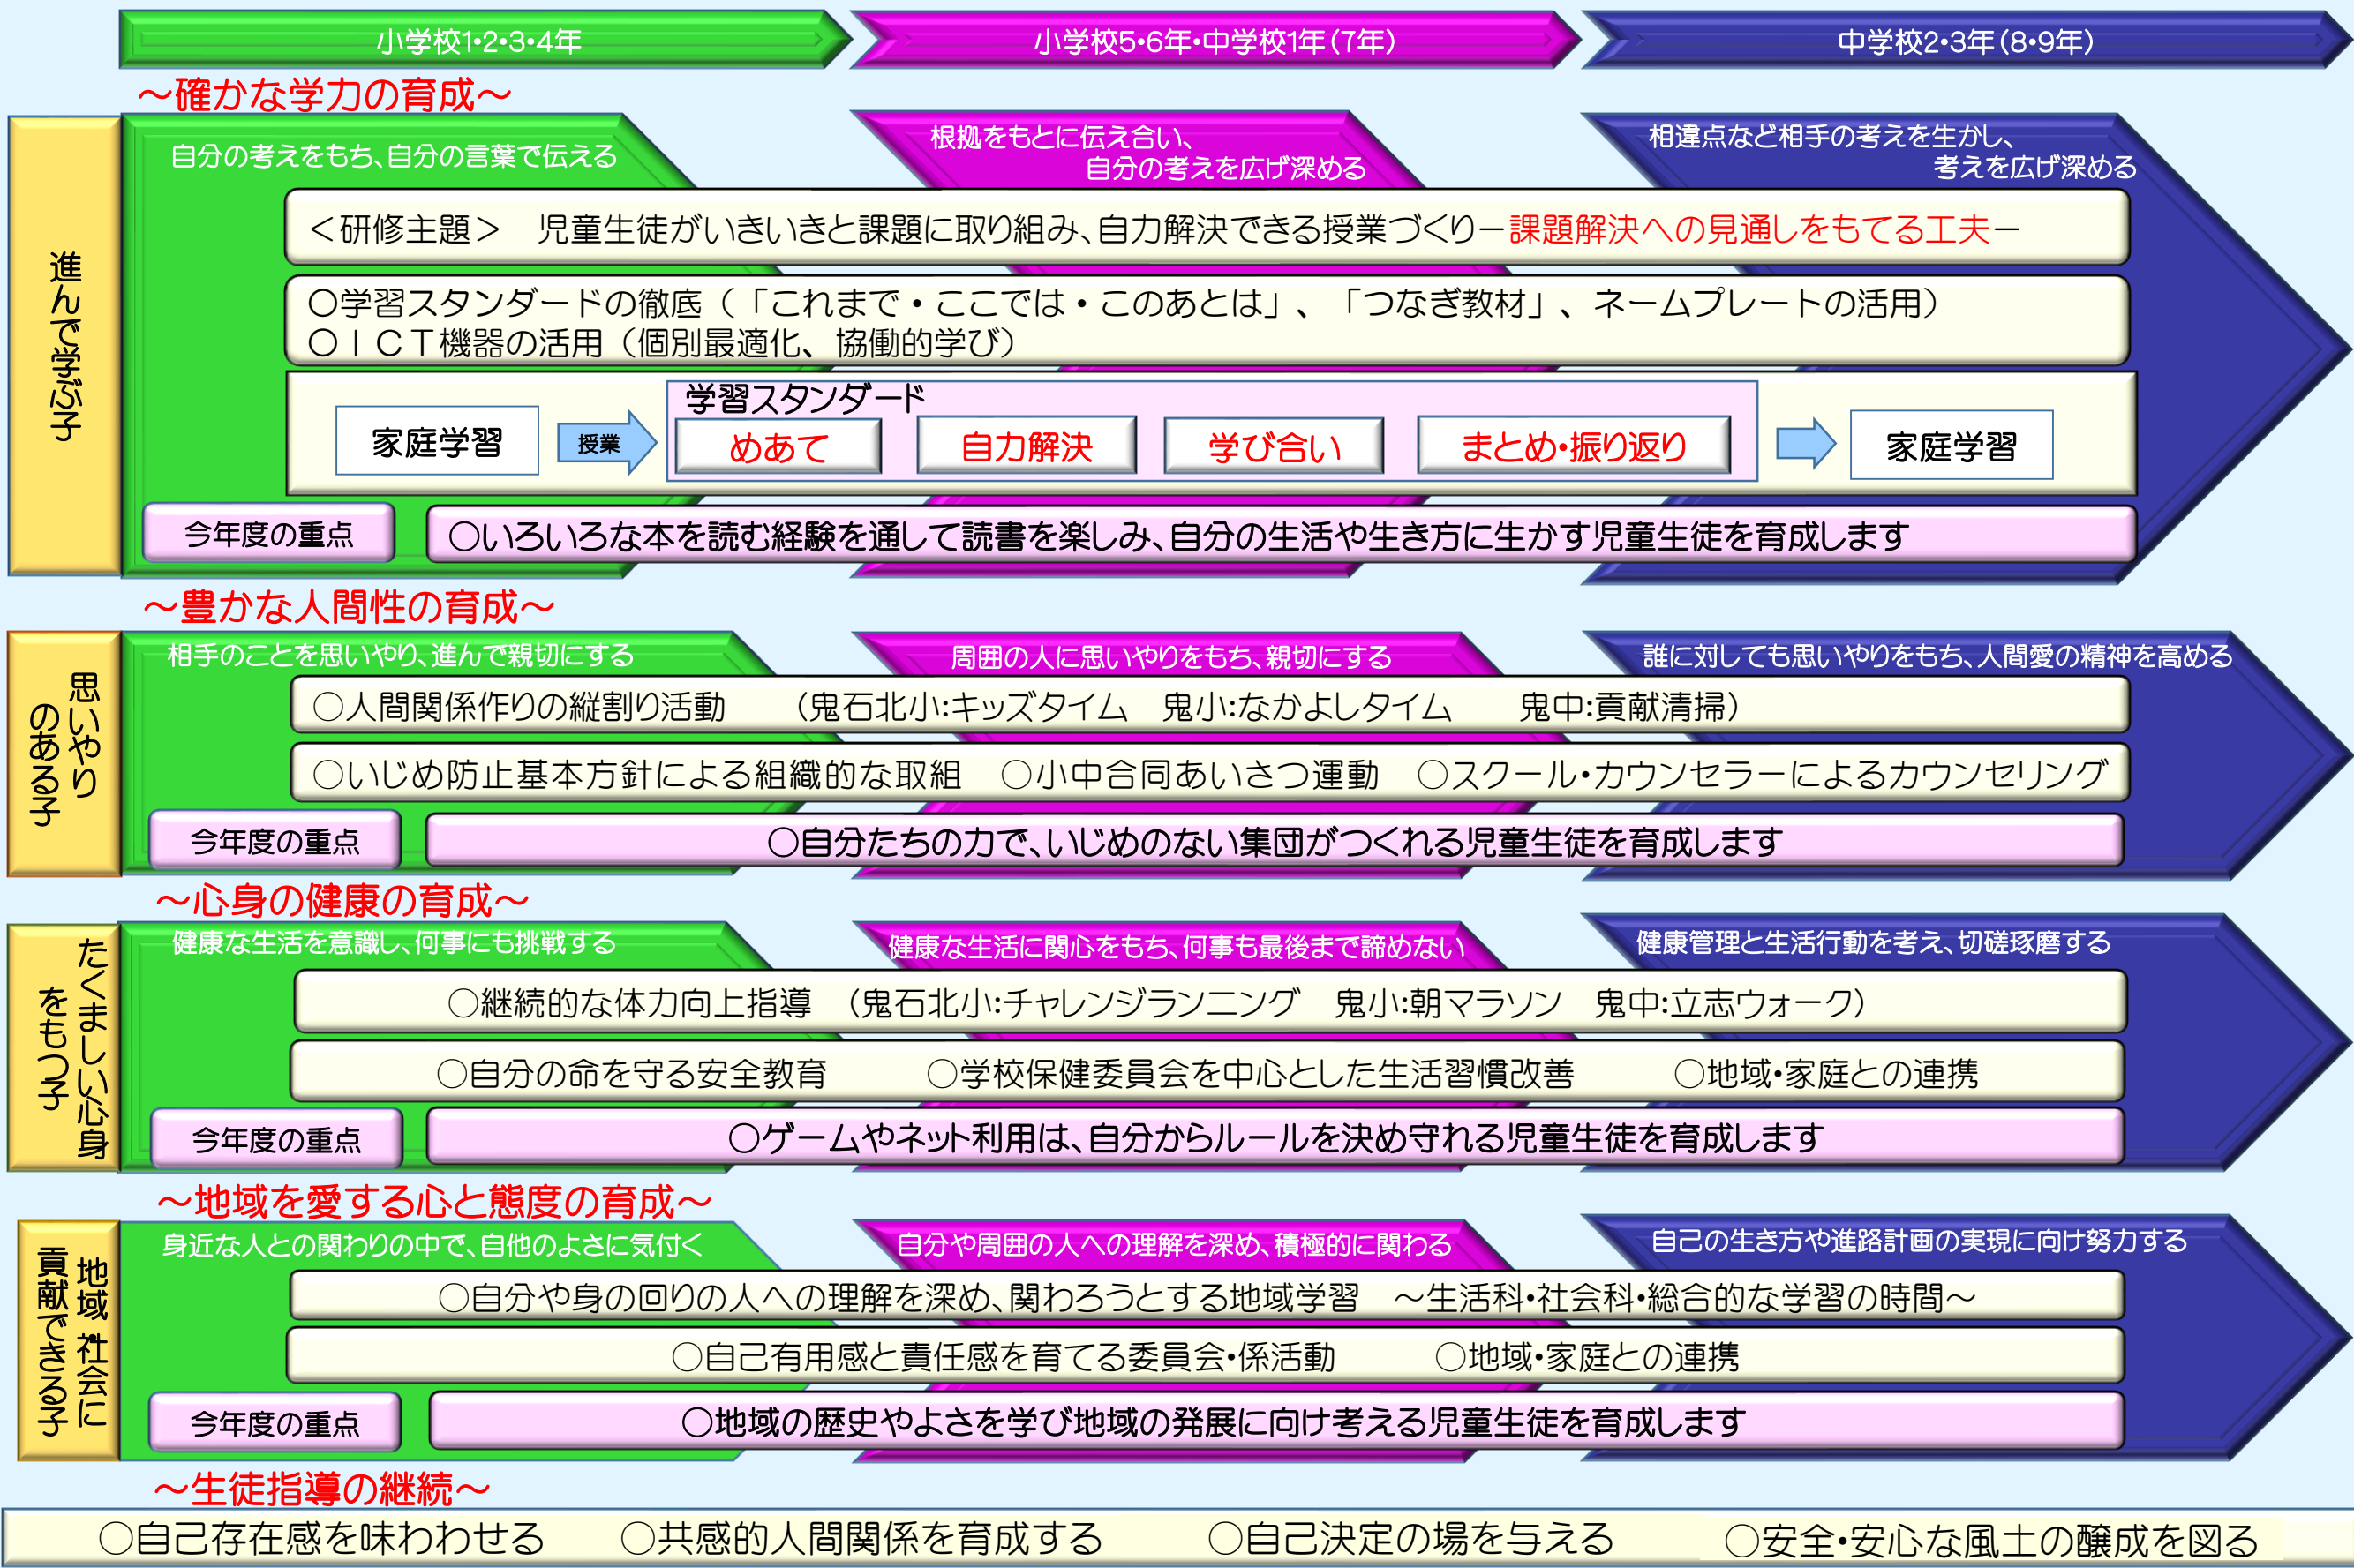 小学校1・2・3・4年
小学校5・6年・中学校1年（7年）
中学校2・3年（8・9年）
～確かな学力の育成～
進んで学ぶ子
自分の考えをもち、自分の言葉で伝える
根拠をもとに伝え合い、
自分の考えを広げ深める
相違点など相手の考えを生かし、
考えを広げ深める
＜研修主題＞　児童生徒がいきいきと課題に取り組み、自力解決できる授業づくり－課題解決への見通しをもてる工夫－
〇学習スタンダードの徹底（「これまで・ここでは・このあとは」、「つなぎ教材」、ネームプレートの活用）
〇ＩＣＴ機器の活用（個別最適化、協働的学び）
学習スタンダード
家庭学習
授業
めあて
自力解決
学び合い
まとめ・振り返り
家庭学習
今年度の重点
○いろいろな本を読む経験を通して読書を楽しみ、自分の生活や生き方に生かす児童生徒を育成します
～豊かな人間性の育成～
思いやり
のある子
相手のことを思いやり、進んで親切にする
周囲の人に思いやりをもち、親切にする
誰に対しても思いやりをもち、人間愛の精神を高める
○人間関係作りの縦割り活動　　（鬼石北小：キッズタイム　鬼小：なかよしタイム　　鬼中：貢献清掃）
○いじめ防止基本方針による組織的な取組　○小中合同あいさつ運動　○スクール・カウンセラーによるカウンセリング
今年度の重点
○自分たちの力で、いじめのない集団がつくれる児童生徒を育成します
～心身の健康の育成～
たくましい心身
をもつ子
健康な生活を意識し、何事にも挑戦する
健康な生活に関心をもち、何事も最後まで諦めない
健康管理と生活行動を考え、切磋琢磨する
○継続的な体力向上指導　（鬼石北小：チャレンジランニング　鬼小：朝マラソン　鬼中：立志ウォーク）
○自分の命を守る安全教育　　　○学校保健委員会を中心とした生活習慣改善　　　○地域・家庭との連携
今年度の重点
○ゲームやネット利用は、自分からルールを決め守れる児童生徒を育成します
～地域を愛する心と態度の育成～
地域・社会に
貢献できる子
身近な人との関わりの中で、自他のよさに気付く
自分や周囲の人への理解を深め、積極的に関わる
自己の生き方や進路計画の実現に向け努力する
○自分や身の回りの人への理解を深め、関わろうとする地域学習　～生活科・社会科・総合的な学習の時間～
○自己有用感と責任感を育てる委員会・係活動　　　○地域・家庭との連携
今年度の重点
○地域の歴史やよさを学び地域の発展に向け考える児童生徒を育成します
～生徒指導の継続～
○自己存在感を味わわせる　　○共感的人間関係を育成する　　　○自己決定の場を与える　　　○安全・安心な風土の醸成を図る